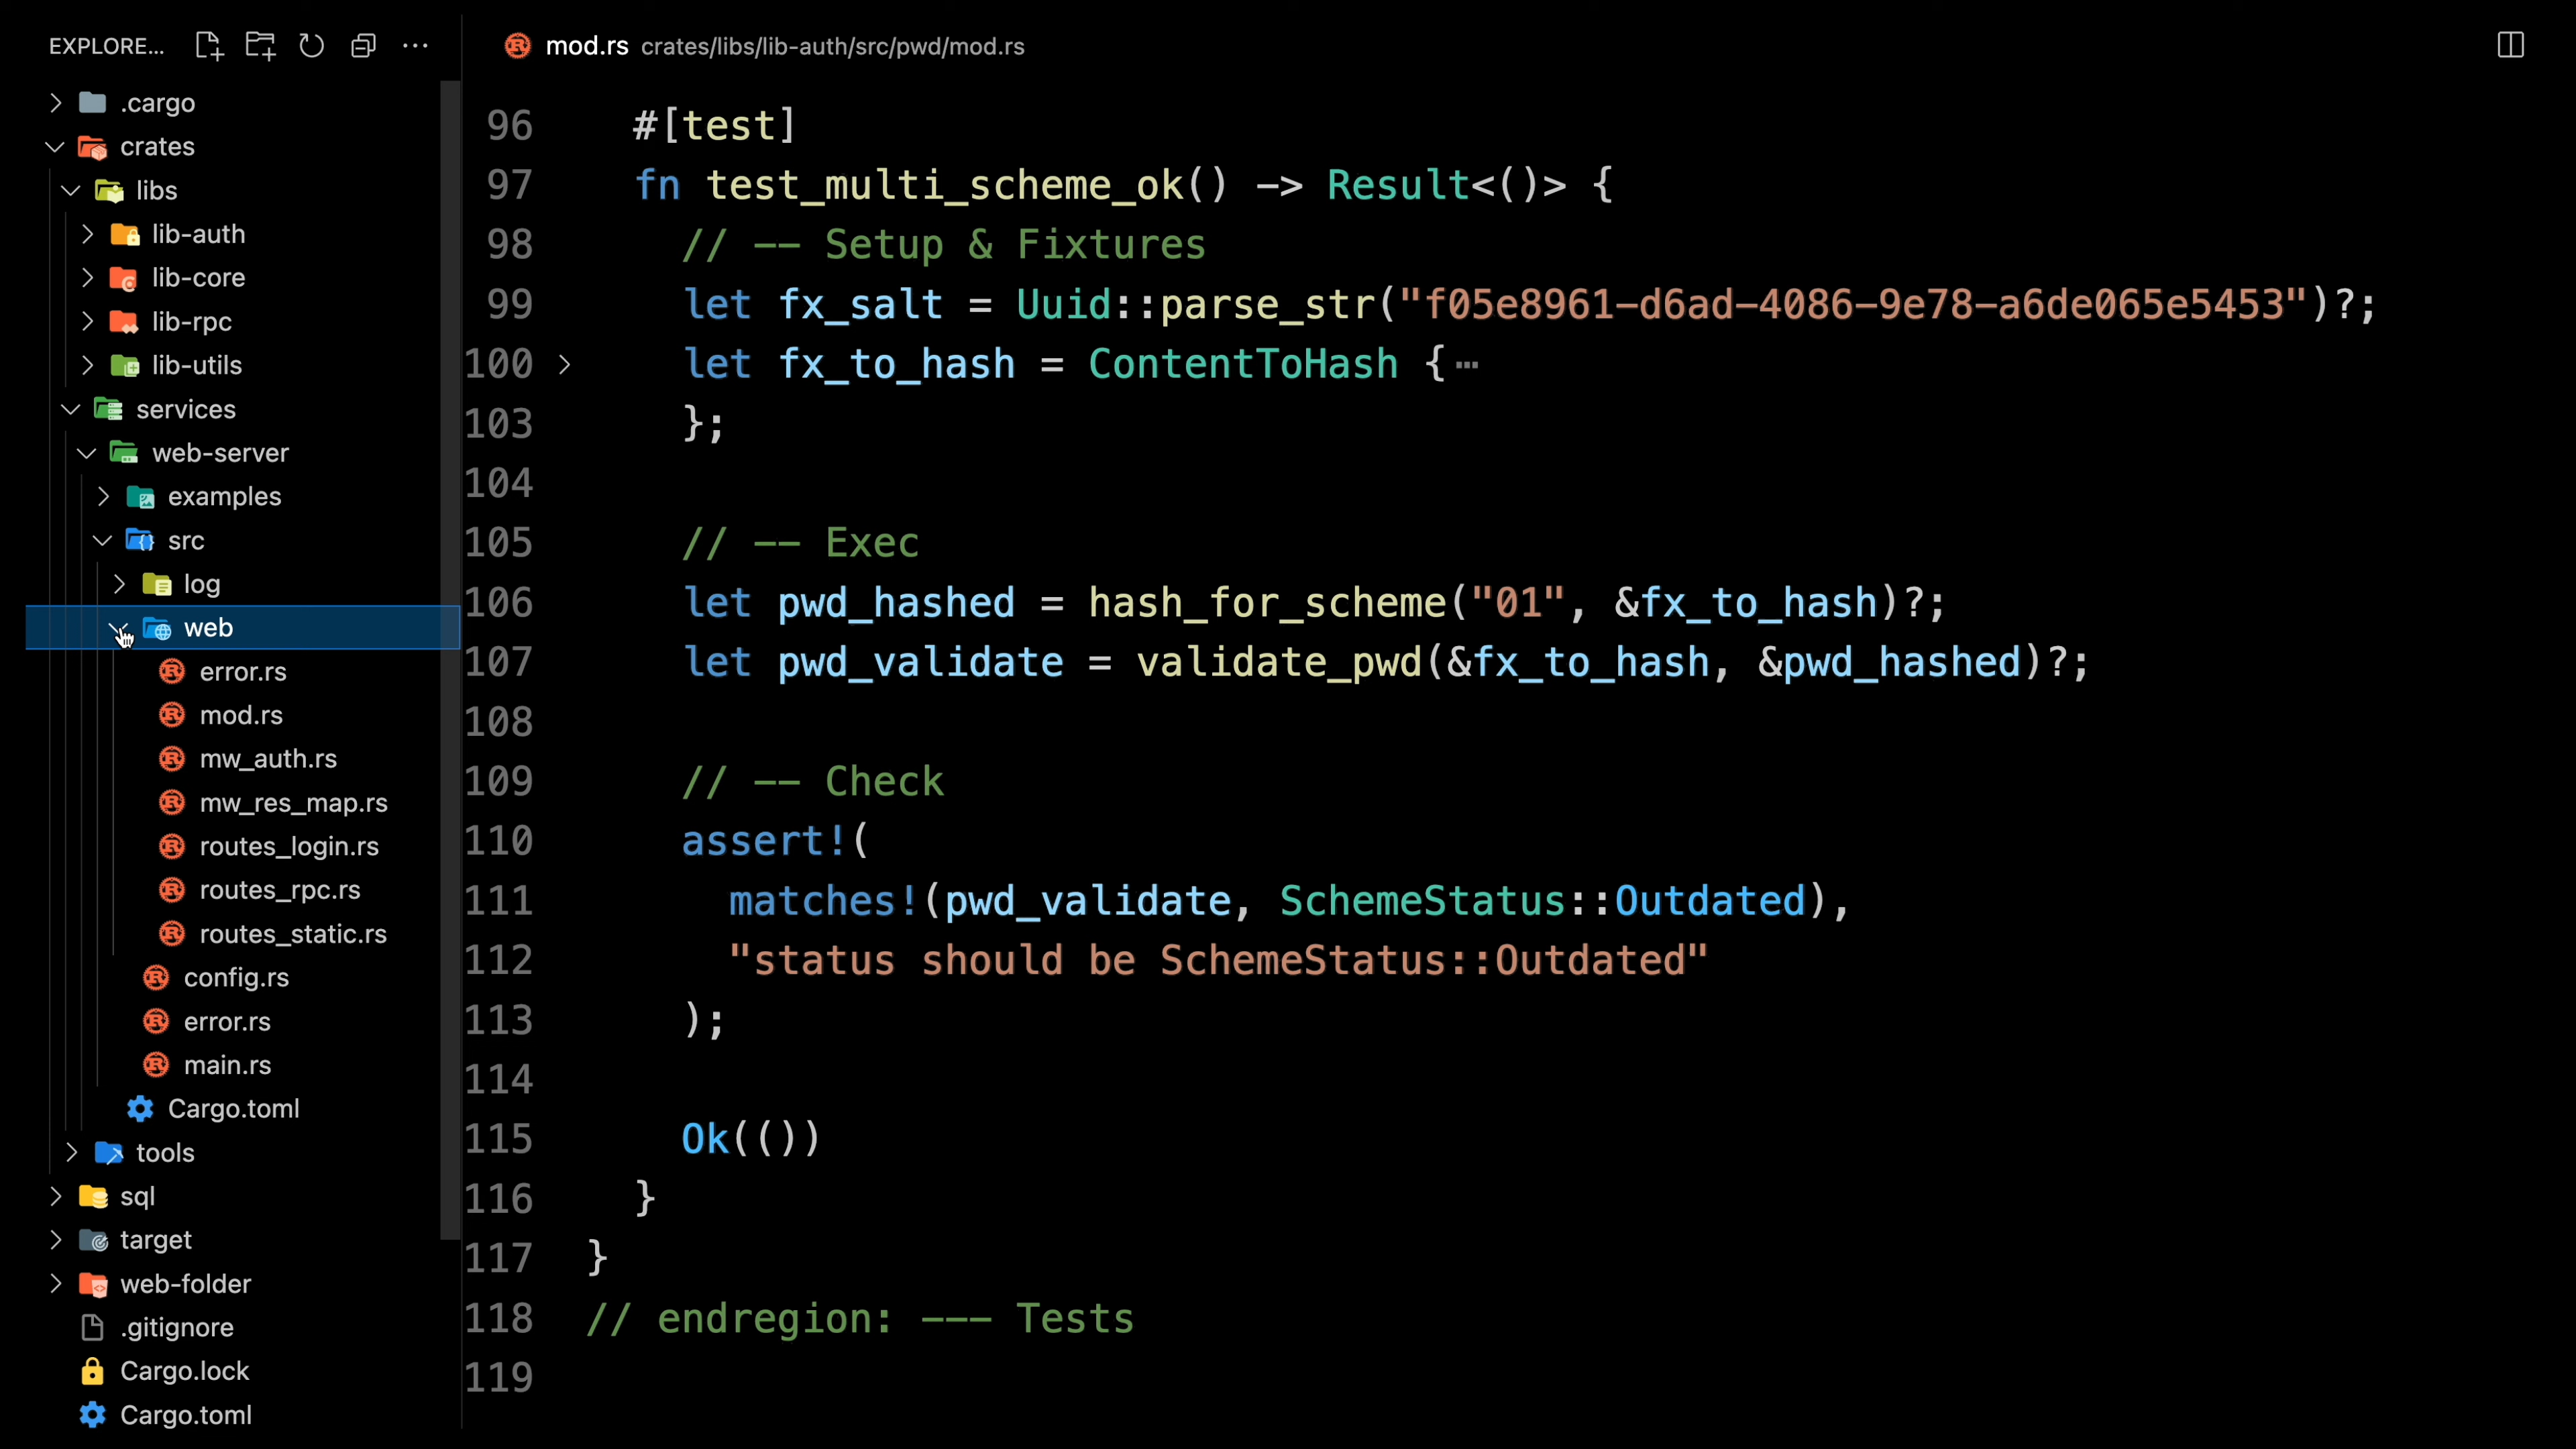 EXPLORE...
.cargo
crates
libs
lib-auth
lib-core
lib-rpc
lib-utils
services
web-server
examples
src
log
web
error.rs
mod.rs
mw_auth.rs
mw_res_map.rs
routes_login.rs
routes_rpc.rs
routes_static.rs
config.rs
error.rs
main.rs
Cargo.toml
tools
sql
target
web-folder
.gitignore
Cargo.lock
Cargo.toml
mod.rs crates/libs/lib-auth/src/pwd/mod.rs
96 #[test]
97 fn test_multi_scheme_ok() -> Result<()> {
98 // -- Setup & Fixtures
99 let fx_salt = Uuid::parse_str("f05e8961-d6ad-4086-9e78-a6de065e5453")?;
100 let fx_to_hash = ContentToHash {⋯
103 };
104
105 // -- Exec
106 let pwd_hashed = hash_for_scheme("01", &fx_to_hash)?;
107 let pwd_validate = validate_pwd(&fx_to_hash, &pwd_hashed)?;
108
109 // -- Check
110 assert!(
111 matches!(pwd_validate, SchemeStatus::Outdated),
112 "status should be SchemeStatus::Outdated"
113 );
114
115 Ok(())
116 }
117 }
118 // endregion: --- Tests
119